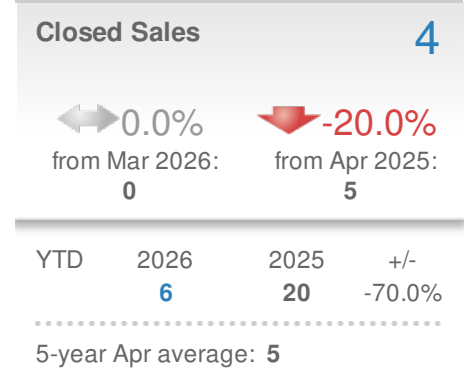 Closed Sales 4
0.0% -20.0%
from Mar 2026: from Apr 2025:
0 5
YTD 2026 2025 +/-
6 20 -70.0%
5-year Apr average: 5